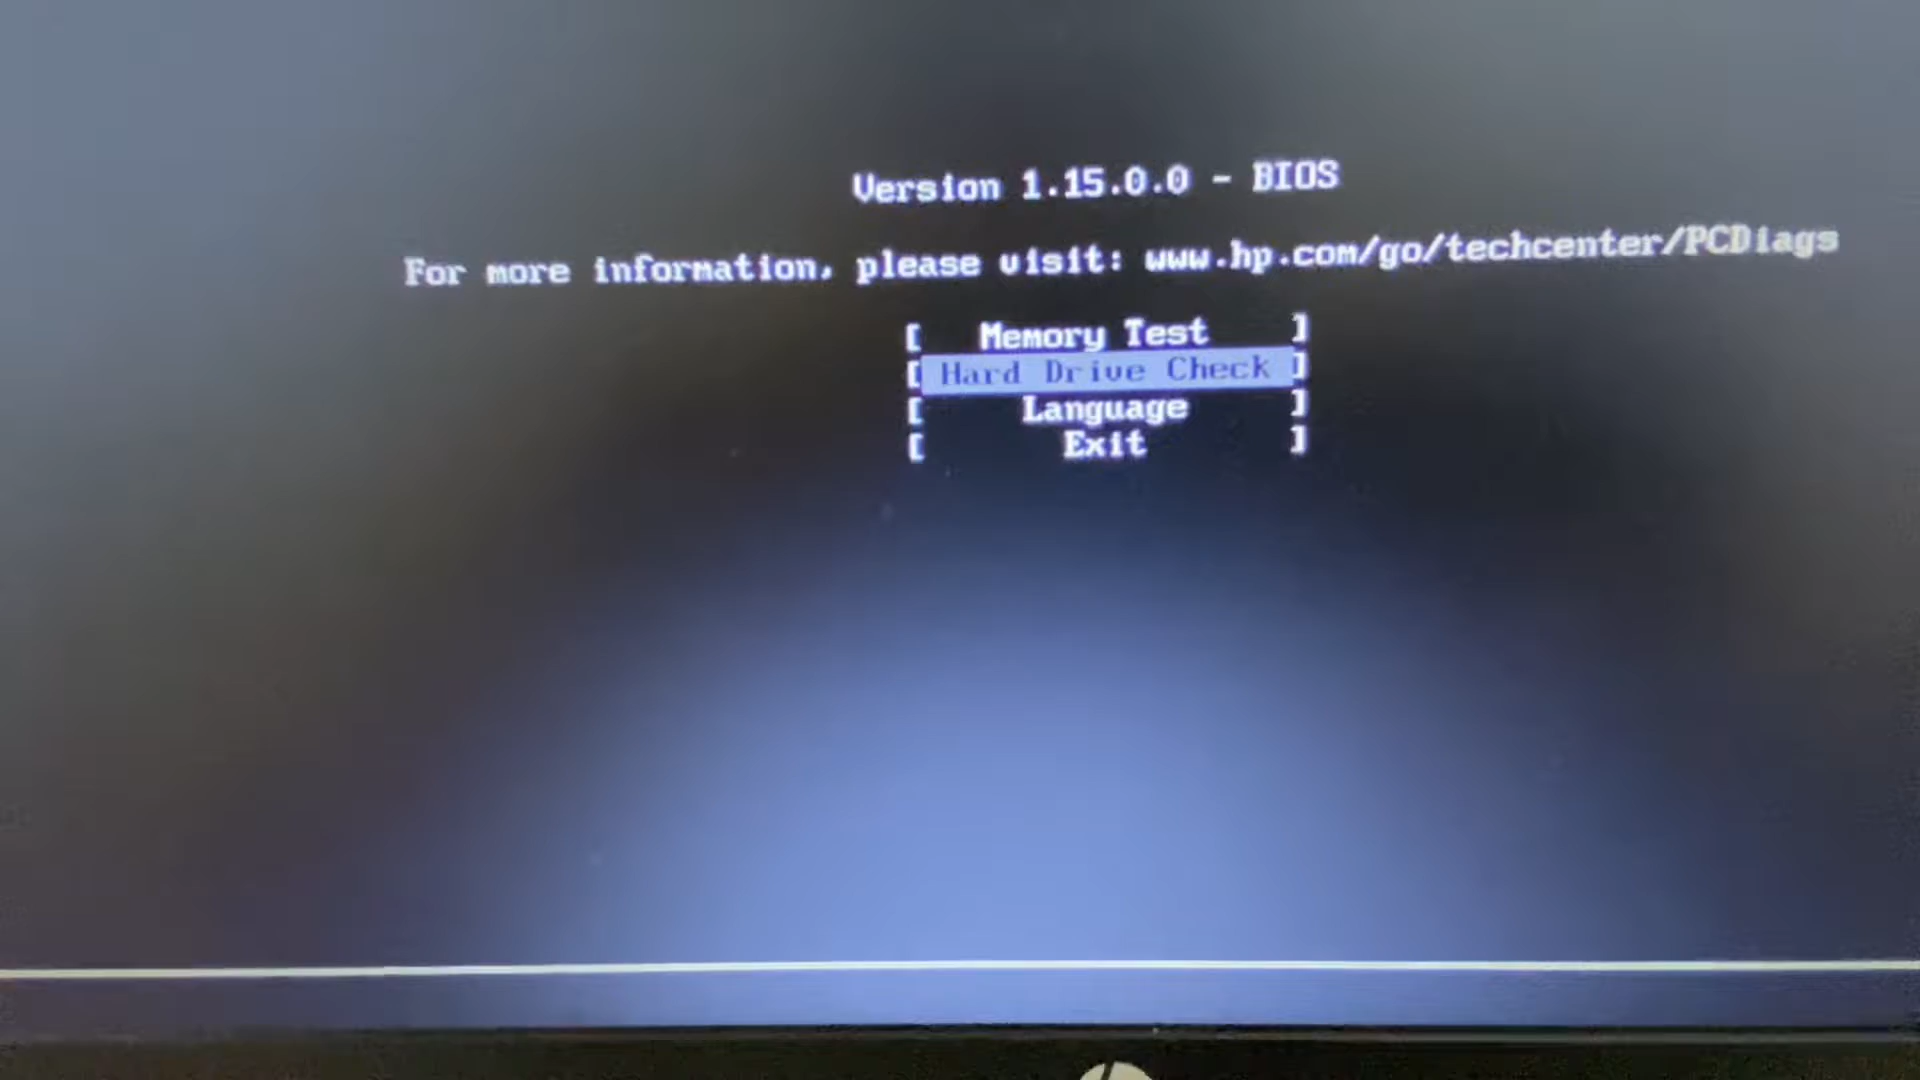 Version 1.15.0.0 - BIOS
For more information, please visit: www.hp.com/go/techcenter/PCDiags
[ Memory Test ]
[ Hard Drive Check ]
[ Language ]
[ Exit ]